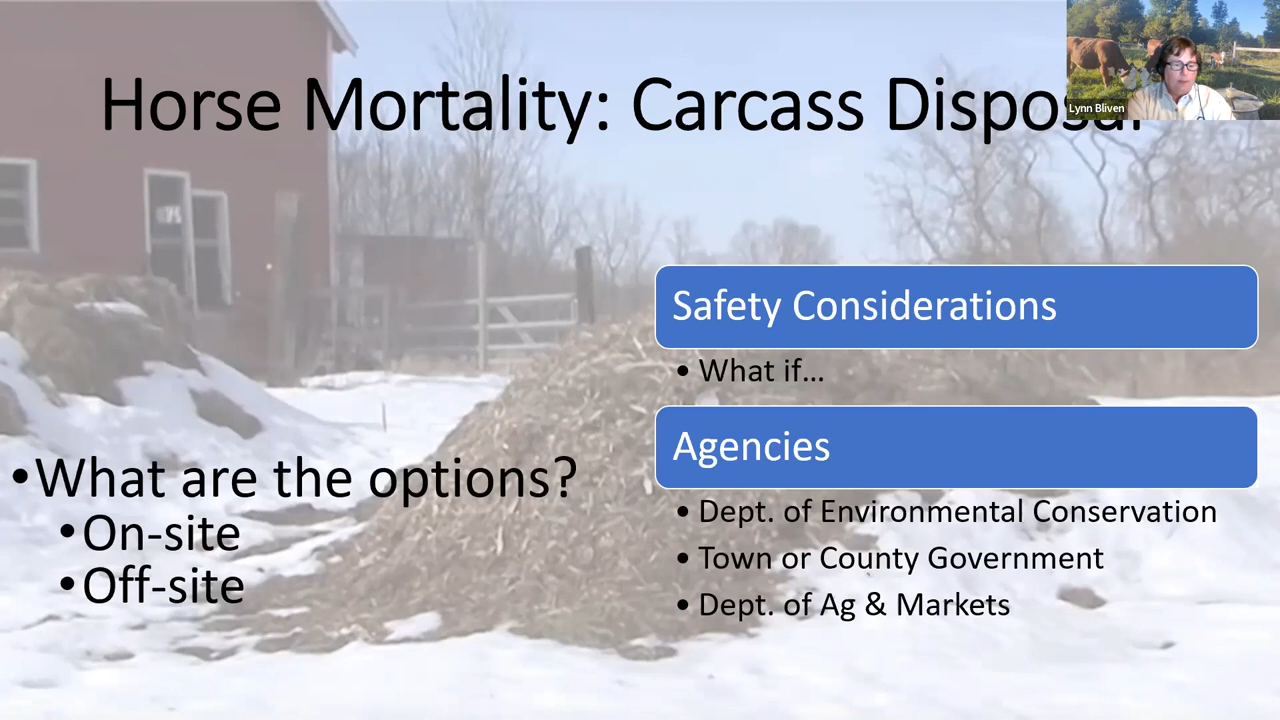 Horse Mortality: Carcass Disposal
Lynn Bliven
Safety Considerations
• What if...
Agencies
• Dept. of Environmental Conservation
• Town or County Government
• Dept. of Ag & Markets
• What are the options?
• On-site
• Off-site